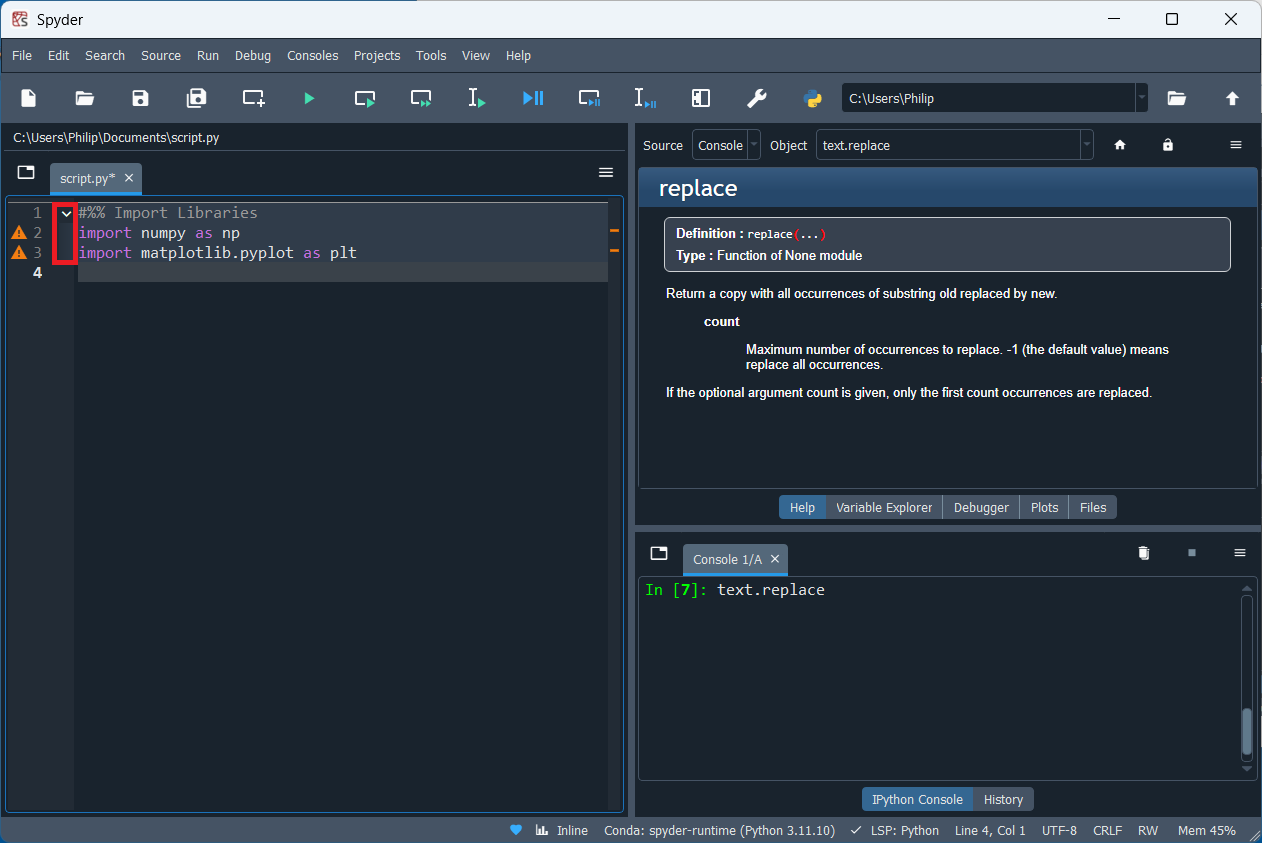 Spyder
File Edit Search Source Run Debug Consoles Projects Tools View Help
C:\Users\Philip
C:\Users\Philip\Documents\script.py
script.py*
1 #%% Import Libraries
2 import numpy as np
3 import matplotlib.pyplot as plt
4
Source Console Object text.replace
replace
Definition : replace(...)
Type : Function of None module
Return a copy with all occurrences of substring old replaced by new.
count
Maximum number of occurrences to replace. -1 (the default value) means
replace all occurrences.
If the optional argument count is given, only the first count occurrences are replaced.
Help Variable Explorer Debugger Plots Files
Console 1/A
In [7]: text.replace
IPython Console History
Inline Conda: spyder-runtime (Python 3.11.10) LSP: Python Line 4, Col 1 UTF-8 CRLF RW Mem 45%